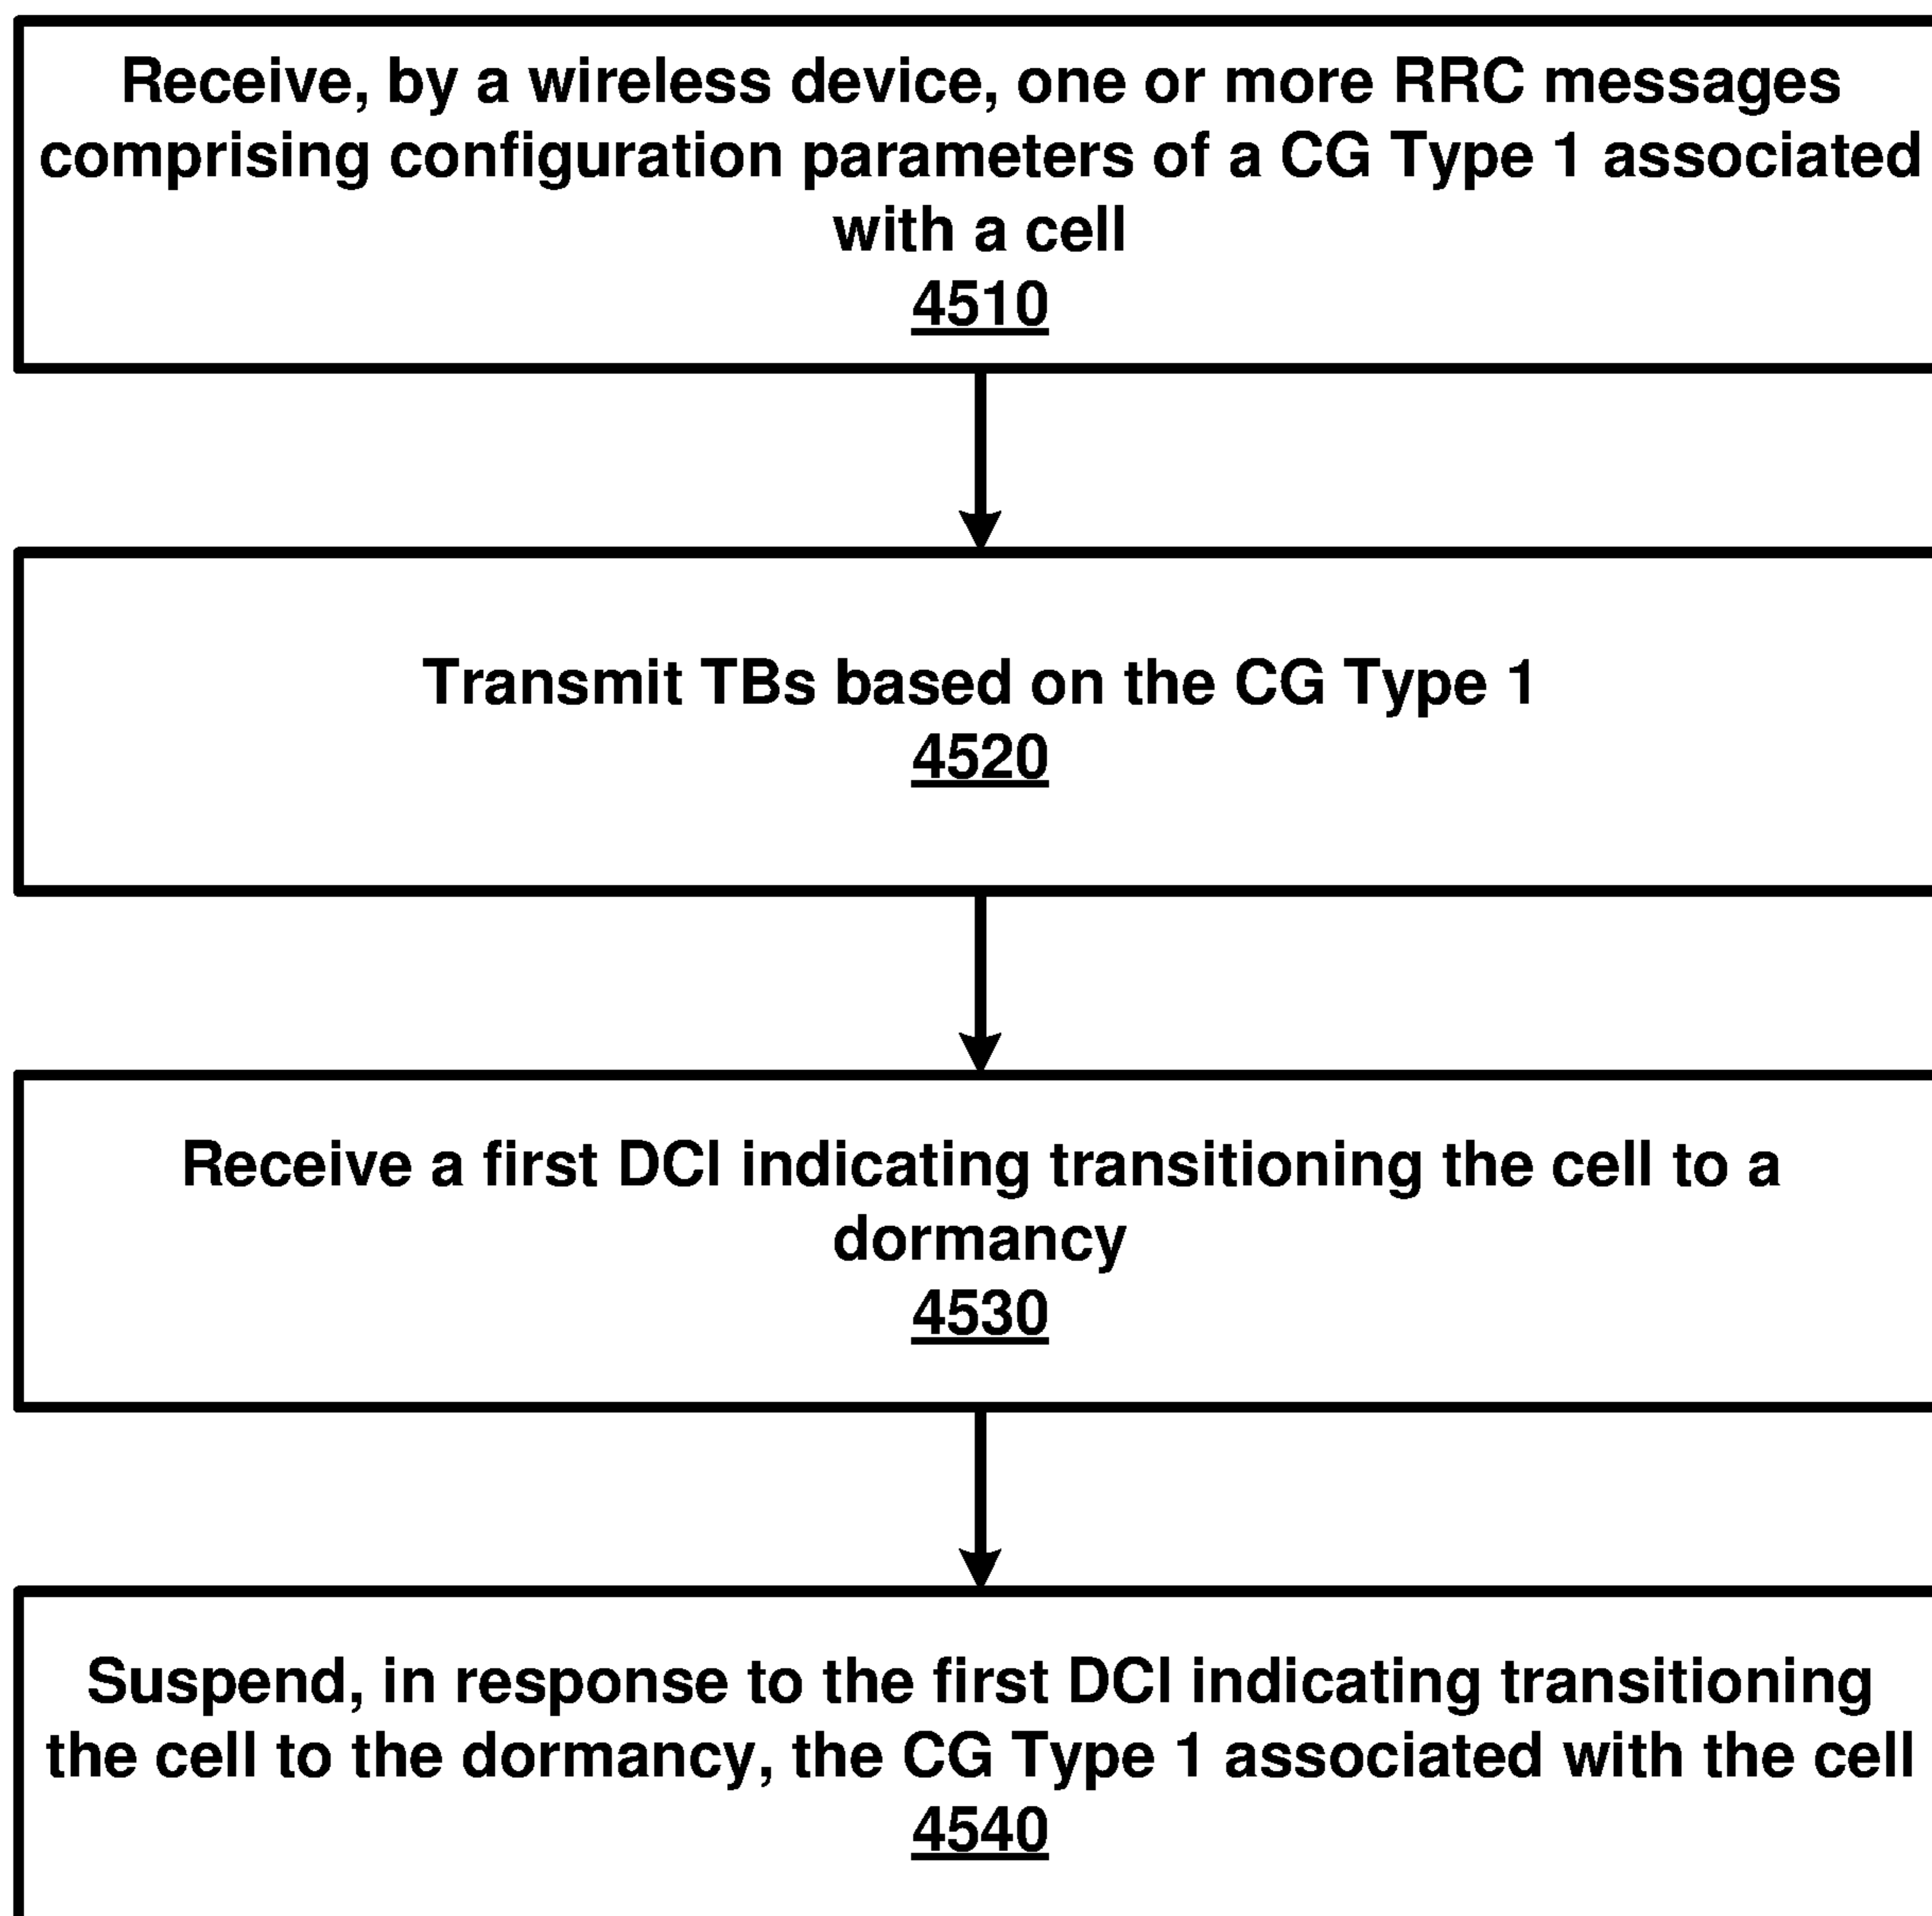 Receive, by a wireless device, one or more RRC messages
comprising configuration parameters of a CG Type 1 associated
with a cell
4510
Transmit TBs based on the CG Type 1
4520
Receive a first DCI indicating transitioning the cell to a
dormancy
4530
Suspend, in response to the first DCI indicating transitioning
the cell to the dormancy, the CG Type 1 associated with the cell
4540